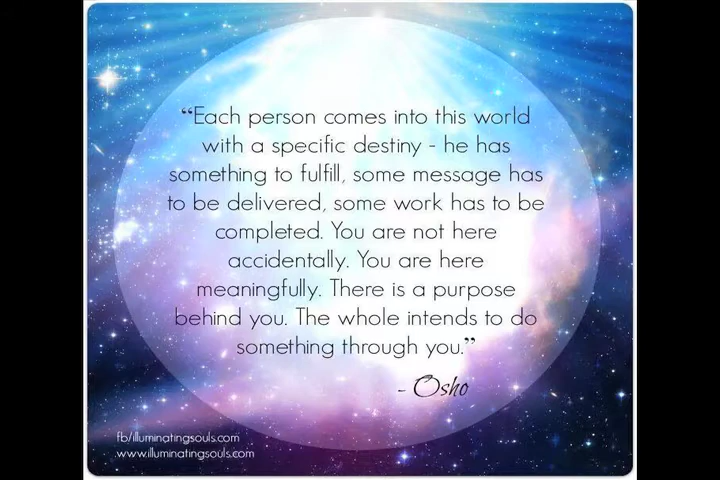 “Each person comes into this world
with a specific destiny - he has
something to fulfill, some message has
to be delivered, some work has to be
completed. You are not here
accidentally. You are here
meaningfully. There is a purpose
behind you. The whole intends to do
something through you.”
- Osho
fb/illuminatingsouls.com
www.illuminatingsouls.com